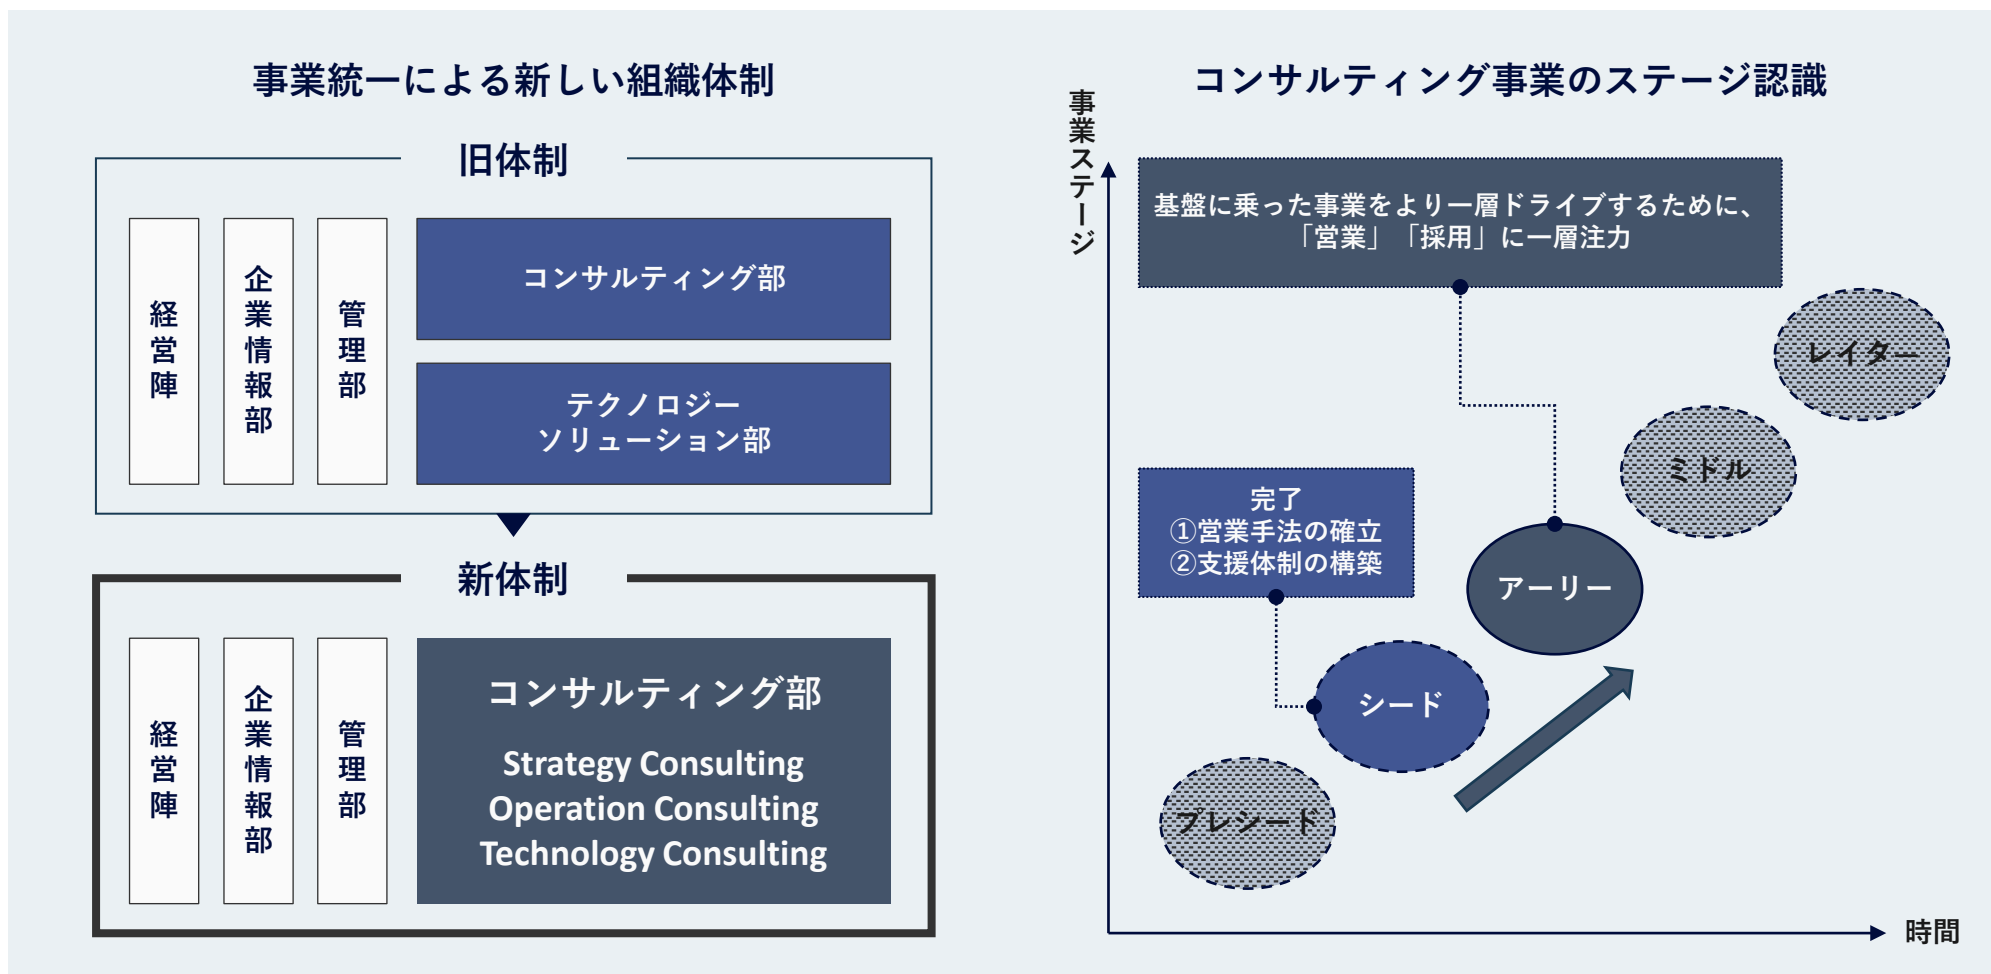 事業統一による新しい組織体制
旧体制
経営陣
企業情報部
管理部
コンサルティング部
テクノロジー
ソリューション部
新体制
経営陣
企業情報部
管理部
コンサルティング部
Strategy Consulting
Operation Consulting
Technology Consulting
コンサルティング事業のステージ認識
事業ステージ
基盤に乗った事業をより一層ドライブするために、
「営業」「採用」に一層注力
レイター
ミドル
完了
①営業手法の確立
②支援体制の構築
アーリー
シード
プレシード
時間